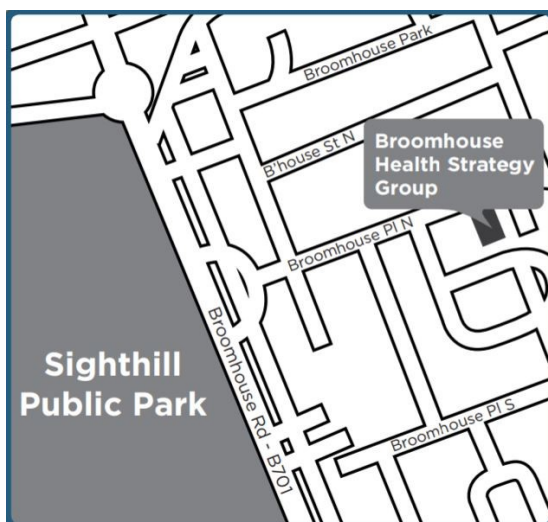 Broomhouse Park
B'house St N
Broomhouse
Health Strategy
Group
Broomhouse Pl N
Broomhouse Rd - B701
Sighthill
Public Park
Broomhouse Pl S